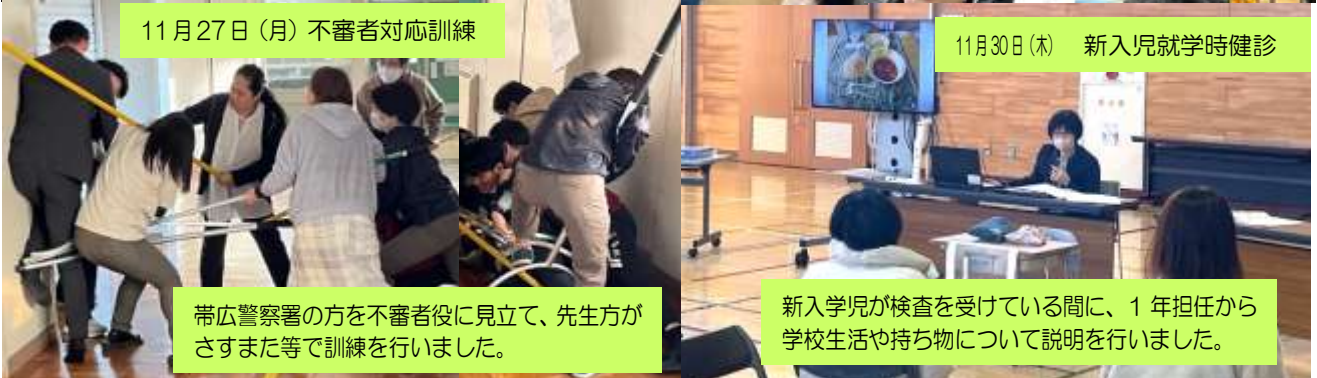 11月27日（月）不審者対応訓練
帯広警察署の方を不審者役に見立て、先生方が
さすまた等で訓練を行いました。
11月30日（木）　新入児就学時健診
新入学児が検査を受けている間に、1年担任から
学校生活や持ち物について説明を行いました。